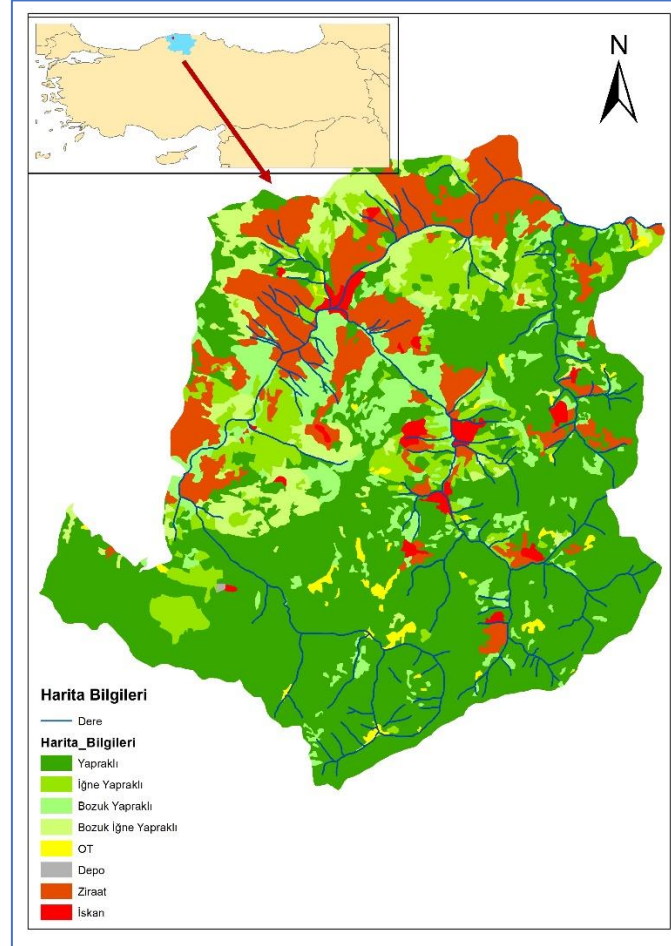 N
Harita Bilgileri
Dere
Harita_Bilgileri
Yapraklı
İğne Yapraklı
Bozuk Yapraklı
Bozuk İğne Yapraklı
OT
Depo
Ziraat
İskan